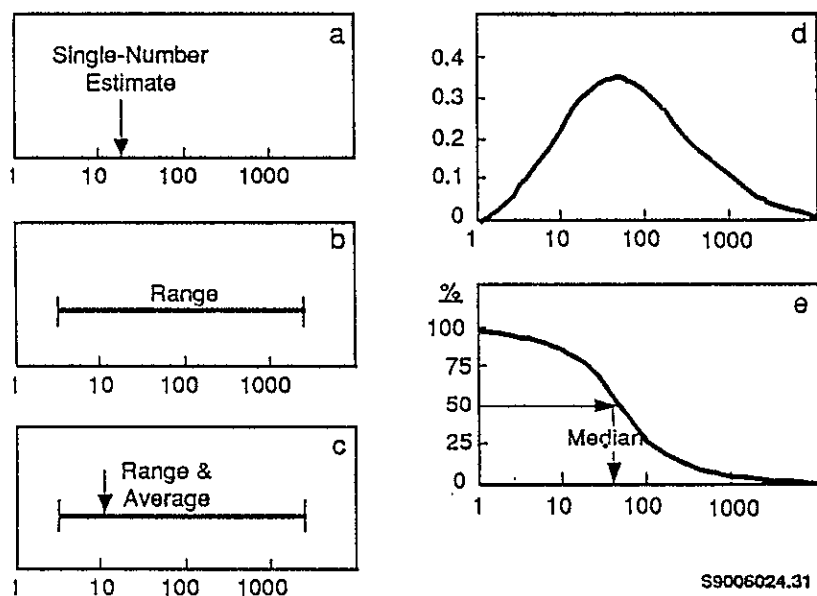 a
Single-Number
Estimate
1 10 100 1000
b
Range
1 10 100 1000
c
Range &
Average
1 10 100 1000
d
0.4
0.3
0.2
0.1
0
1 10 100 1000
%
e
100
75
50
Median
25
0
1 10 100 1000
S9006024.31